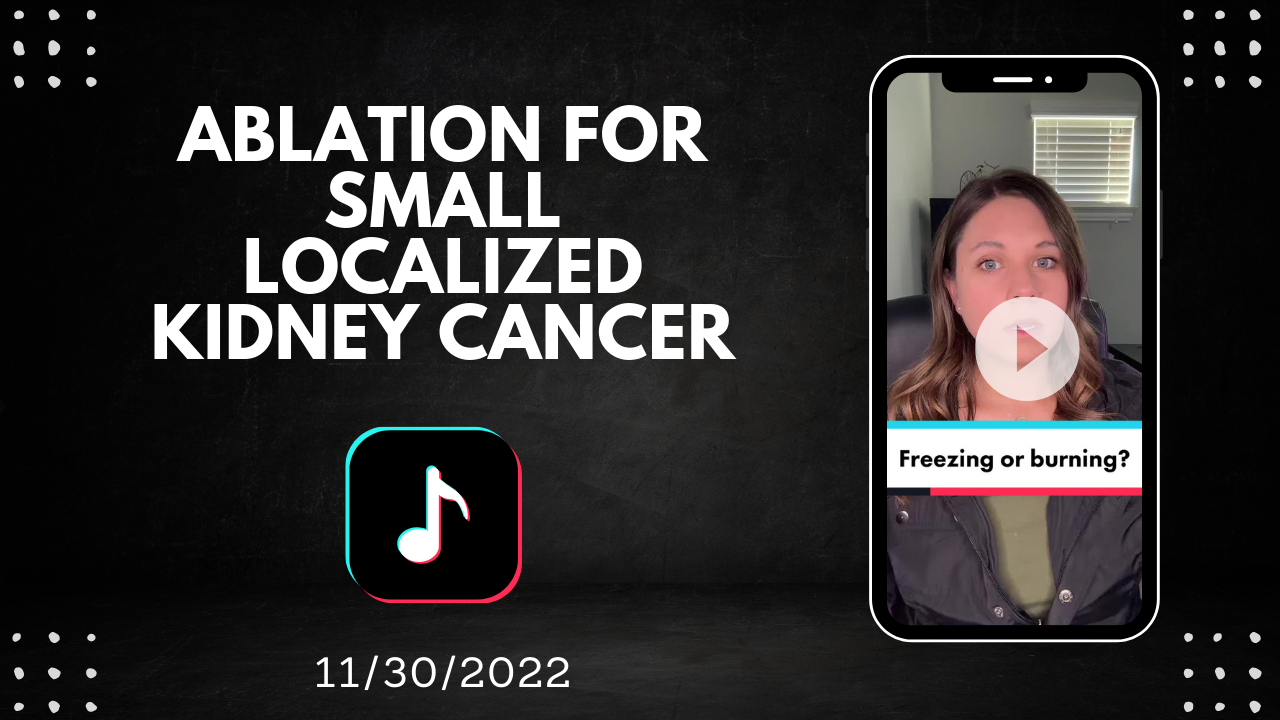 ABLATION FOR
SMALL
LOCALIZED
KIDNEY CANCER
Freezing or burning?
11/30/2022